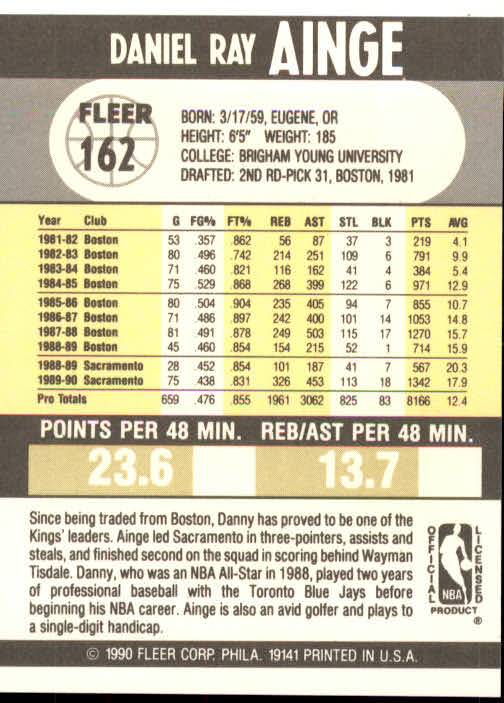 DANIEL RAY AINGE
FLEER
162
BORN: 3/17/59, EUGENE, OR
HEIGHT: 6'5" WEIGHT: 185
COLLEGE: BRIGHAM YOUNG UNIVERSITY
DRAFTED: 2ND RD-PICK 31, BOSTON, 1981
Year Club G FG% FT% REB AST STL BLK PTS AVG
1981-82 Boston 53 .357 .862 56 87 37 3 219 4.1
1982-83 Boston 80 .496 .742 214 251 109 6 791 9.9
1983-84 Boston 71 .460 .821 116 162 41 4 384 5.4
1984-85 Boston 75 .529 .868 268 399 122 6 971 12.9
1985-86 Boston 80 .504 .904 235 405 94 7 855 10.7
1986-87 Boston 71 .486 .897 242 400 101 14 1053 14.8
1987-88 Boston 81 .491 .878 249 503 115 17 1270 15.7
1988-89 Boston 45 .460 .854 154 215 52 1 714 15.9
1988-89 Sacramento 28 .452 .854 101 187 41 7 567 20.3
1989-90 Sacramento 75 .438 .831 326 453 113 18 1342 17.9
Pro Totals 659 .476 .855 1961 3062 825 83 8166 12.4
POINTS PER 48 MIN. REB/AST PER 48 MIN.
23.6 13.7
Since being traded from Boston, Danny has proved to be one of the
Kings' leaders. Ainge led Sacramento in three-pointers, assists and
steals, and finished second on the squad in scoring behind Wayman
Tisdale. Danny, who was an NBA All-Star in 1988, played two years
of professional baseball with the Toronto Blue Jays before
beginning his NBA career. Ainge is also an avid golfer and plays to
a single-digit handicap.
OFFICIAL
LICENSED
NBA
PRODUCT
®
© 1990 FLEER CORP. PHILA. 19141 PRINTED IN U.S.A.